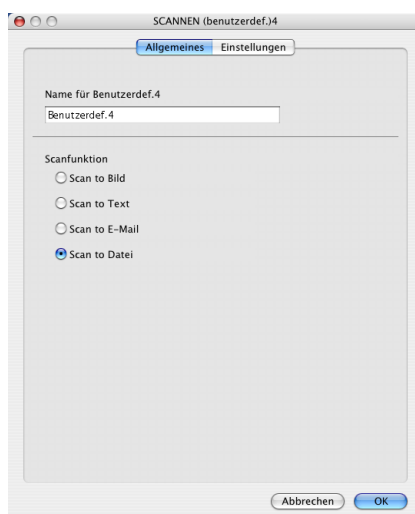 SCANNEN (benutzerdef.)4
Allgemeines Einstellungen
Name für Benutzerdef.4
Benutzerdef.4
Scanfunktion
Scan to Bild
Scan to Text
Scan to E-Mail
Scan to Datei
Abbrechen OK